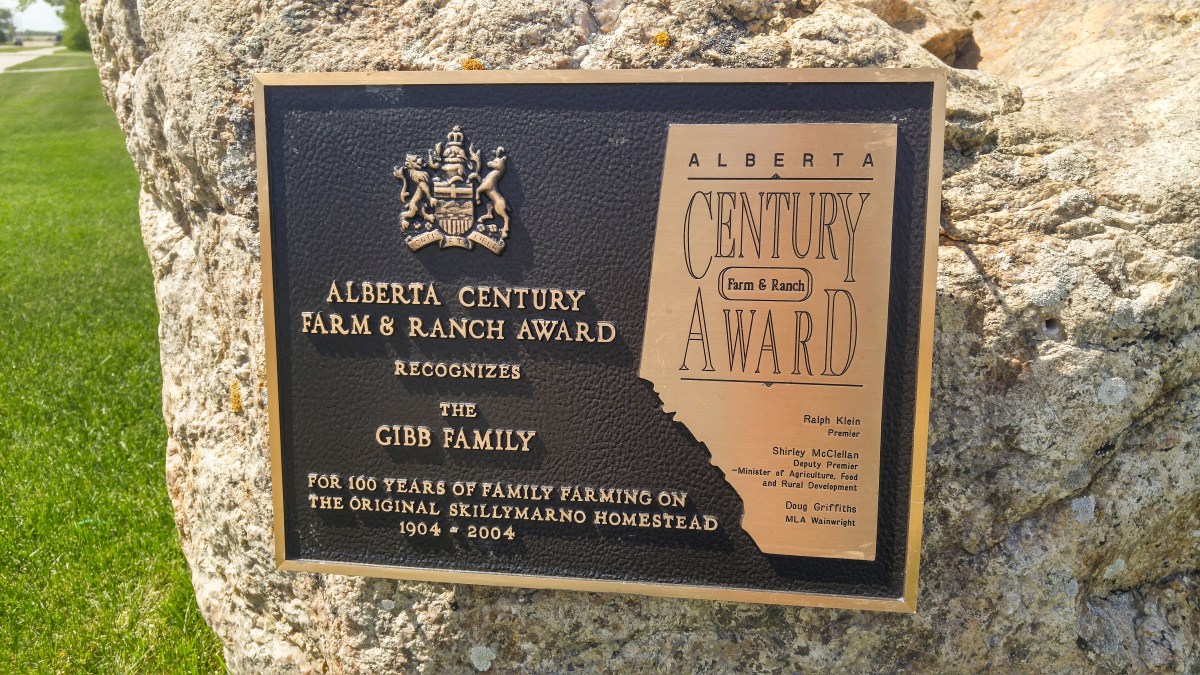 ALBERTA CENTURY
FARM & RANCH AWARD
RECOGNIZES
THE
GIBB FAMILY
FOR 100 YEARS OF FAMILY FARMING ON
THE ORIGINAL SKILLYMARNO HOMESTEAD
1904 - 2004
ALBERTA
CENTURY
Farm & Ranch
AWARD
Ralph Klein
Premier
Shirley McClellan
Deputy Premier
-Minister of Agriculture, Food
and Rural Development
Doug Griffiths
MLA Wainwright